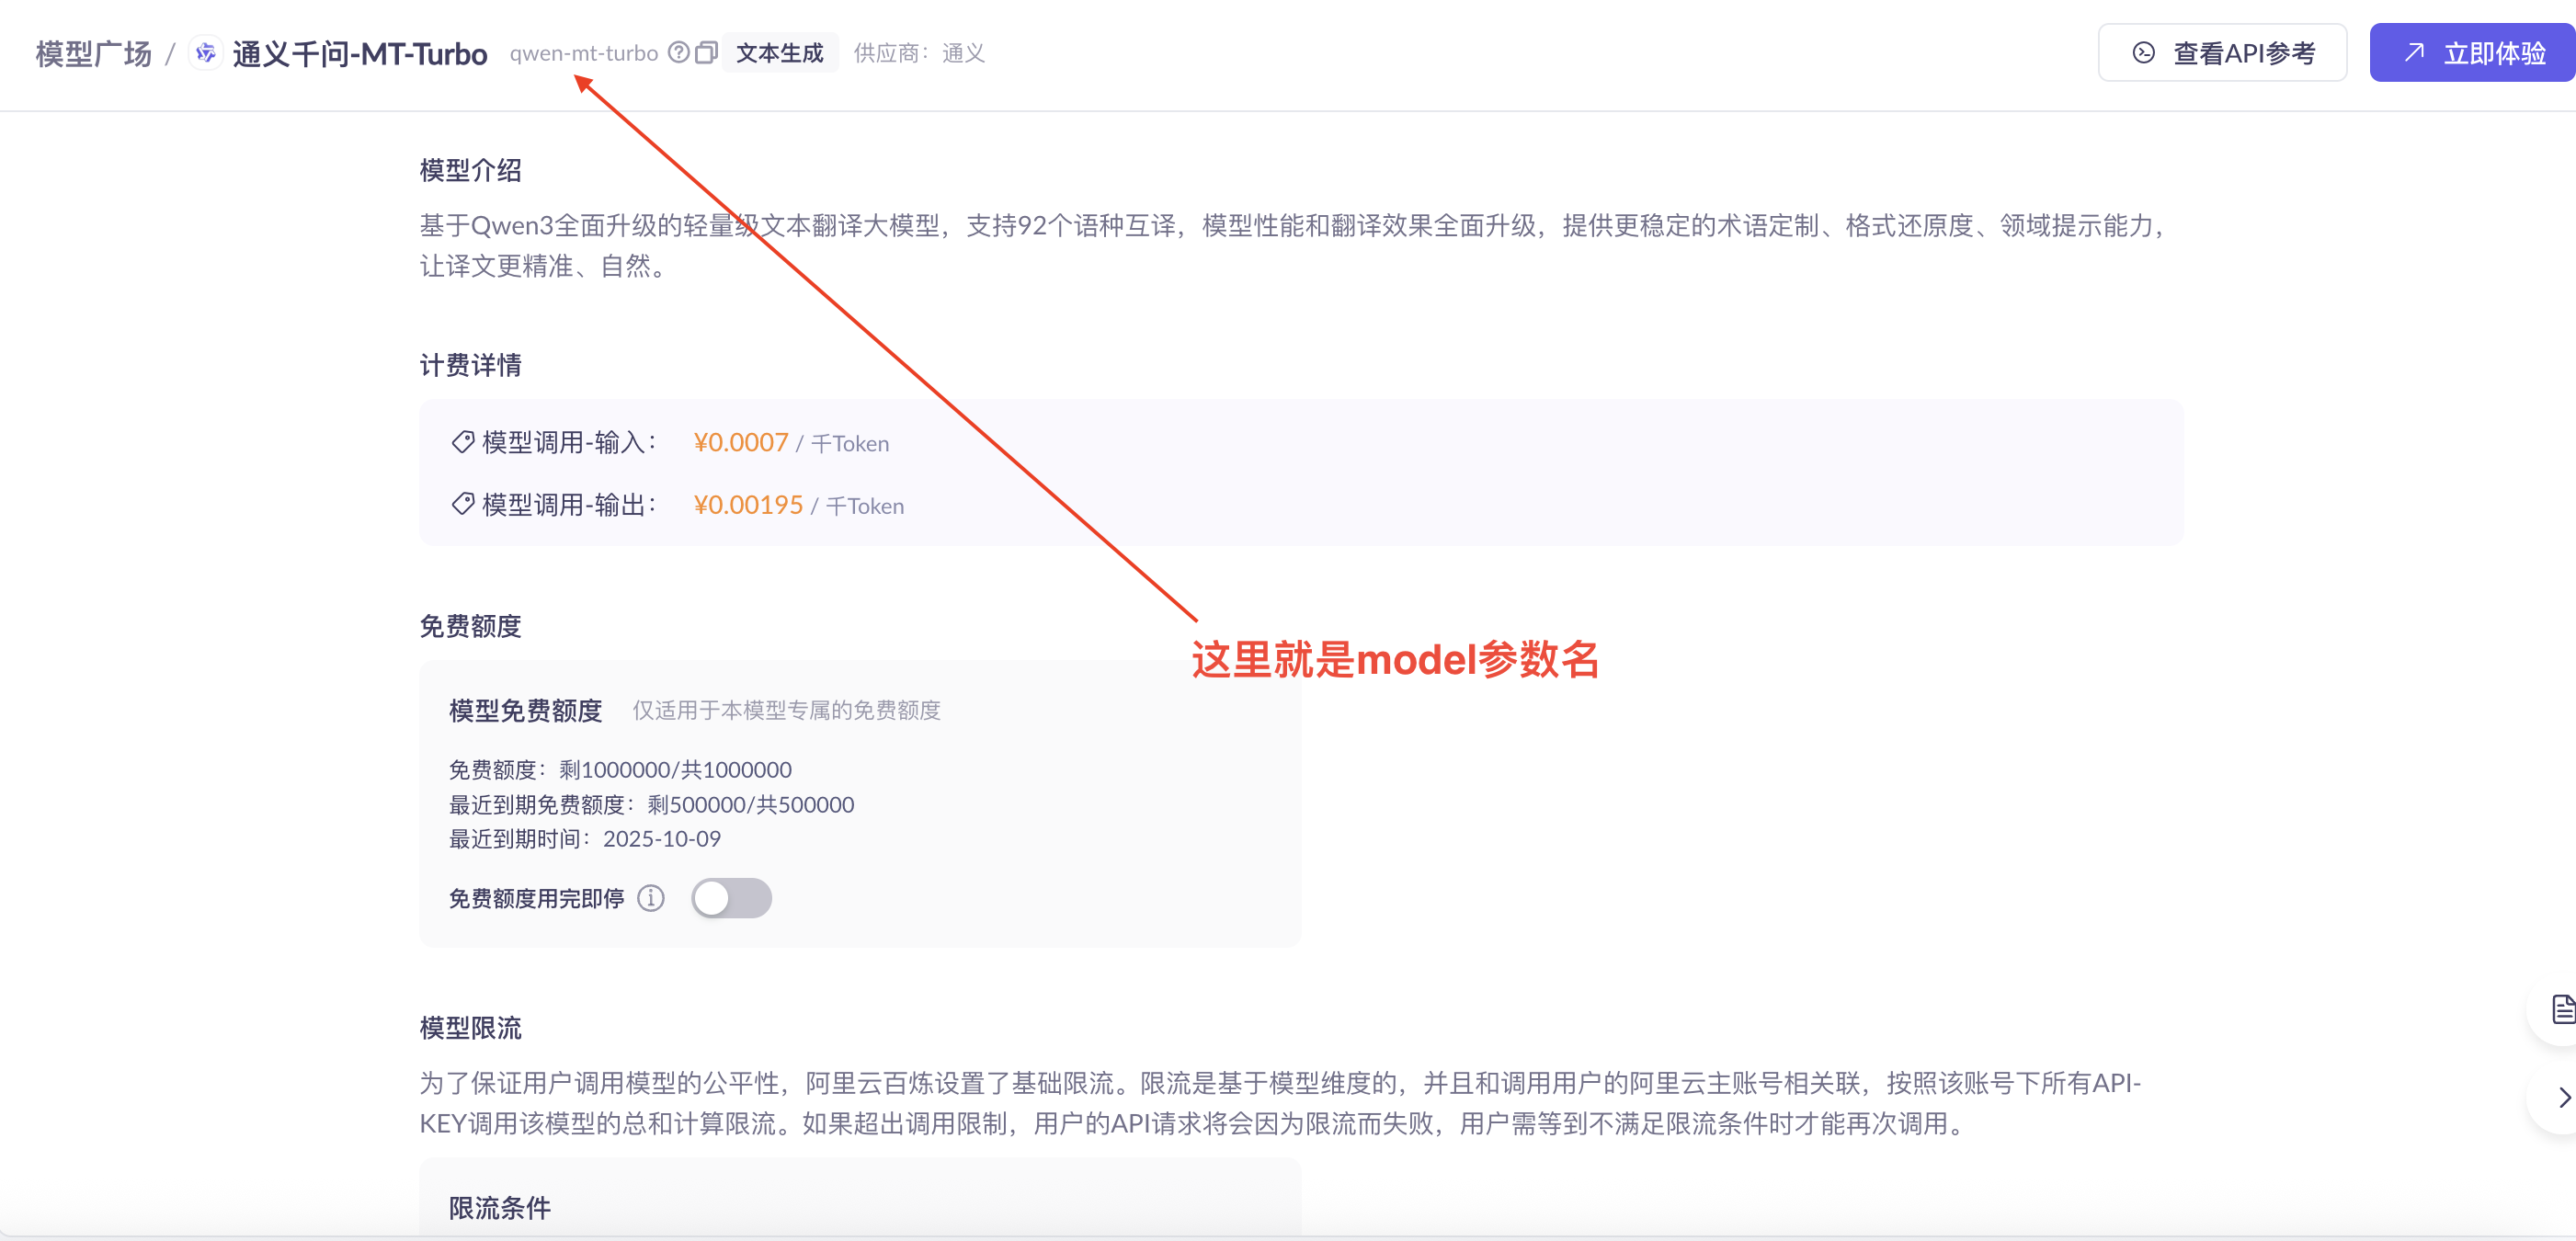 模型广场 / 通义千问-MT-Turbo qwen-mt-turbo 文本生成 供应商：通义 查看API参考 立即体验
模型介绍
基于Qwen3全面升级的轻量级文本翻译大模型，支持92个语种互译，模型性能和翻译效果全面升级，提供更稳定的术语定制、格式还原度、领域提示能力，
让译文更精准、自然。
计费详情
模型调用-输入： ¥0.0007 / 千Token
模型调用-输出： ¥0.00195 / 千Token
免费额度
这里就是model参数名
模型免费额度 仅适用于本模型专属的免费额度
免费额度：剩1000000/共1000000
最近到期免费额度：剩500000/共500000
最近到期时间：2025-10-09
免费额度用完即停
模型限流
为了保证用户调用模型的公平性，阿里云百炼设置了基础限流。限流是基于模型维度的，并且和调用用户的阿里云主账号相关联，按照该账号下所有API-
KEY调用该模型的总和计算限流。如果超出调用限制，用户的API请求将会因为限流而失败，用户需等到不满足限流条件时才能再次调用。
限流条件